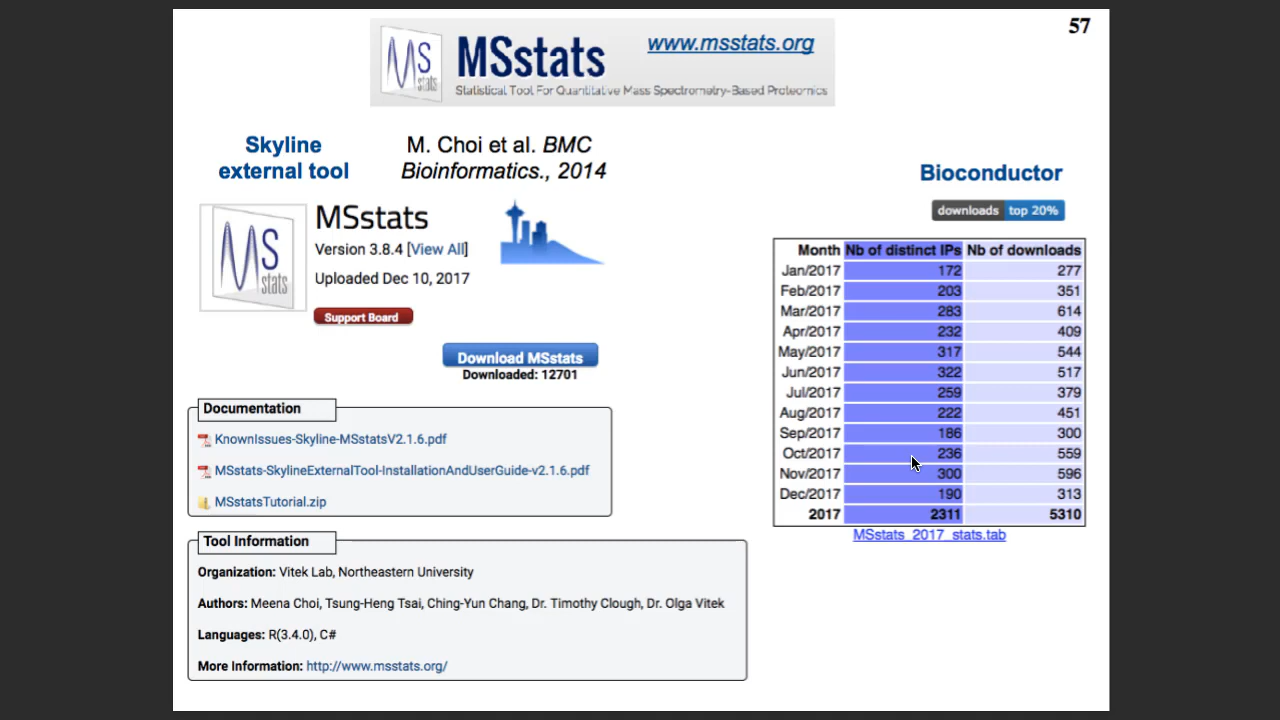 57
MS
stats
MSstats
www.msstats.org
Statistical Tool For Quantitative Mass Spectrometry-Based Proteomics
Skyline
external tool
M. Choi et al. BMC
Bioinformatics., 2014
MS
stats
MSstats
Version 3.8.4 [View All]
Uploaded Dec 10, 2017
Support Board
Download MSstats
Downloaded: 12701
Documentation
KnownIssues-Skyline-MSstatsV2.1.6.pdf
MSstats-SkylineExternalTool-InstallationAndUserGuide-v2.1.6.pdf
MSstatsTutorial.zip
Tool Information
Organization: Vitek Lab, Northeastern University
Authors: Meena Choi, Tsung-Heng Tsai, Ching-Yun Chang, Dr. Timothy Clough, Dr. Olga Vitek
Languages: R(3.4.0), C#
More Information: http://www.msstats.org/
Bioconductor
downloads top 20%
Month Nb of distinct IPs Nb of downloads
Jan/2017 172 277
Feb/2017 203 351
Mar/2017 283 614
Apr/2017 232 409
May/2017 317 544
Jun/2017 322 517
Jul/2017 259 379
Aug/2017 222 451
Sep/2017 186 300
Oct/2017 236 559
Nov/2017 300 596
Dec/2017 190 313
2017 2311 5310
MSstats_2017_stats.tab